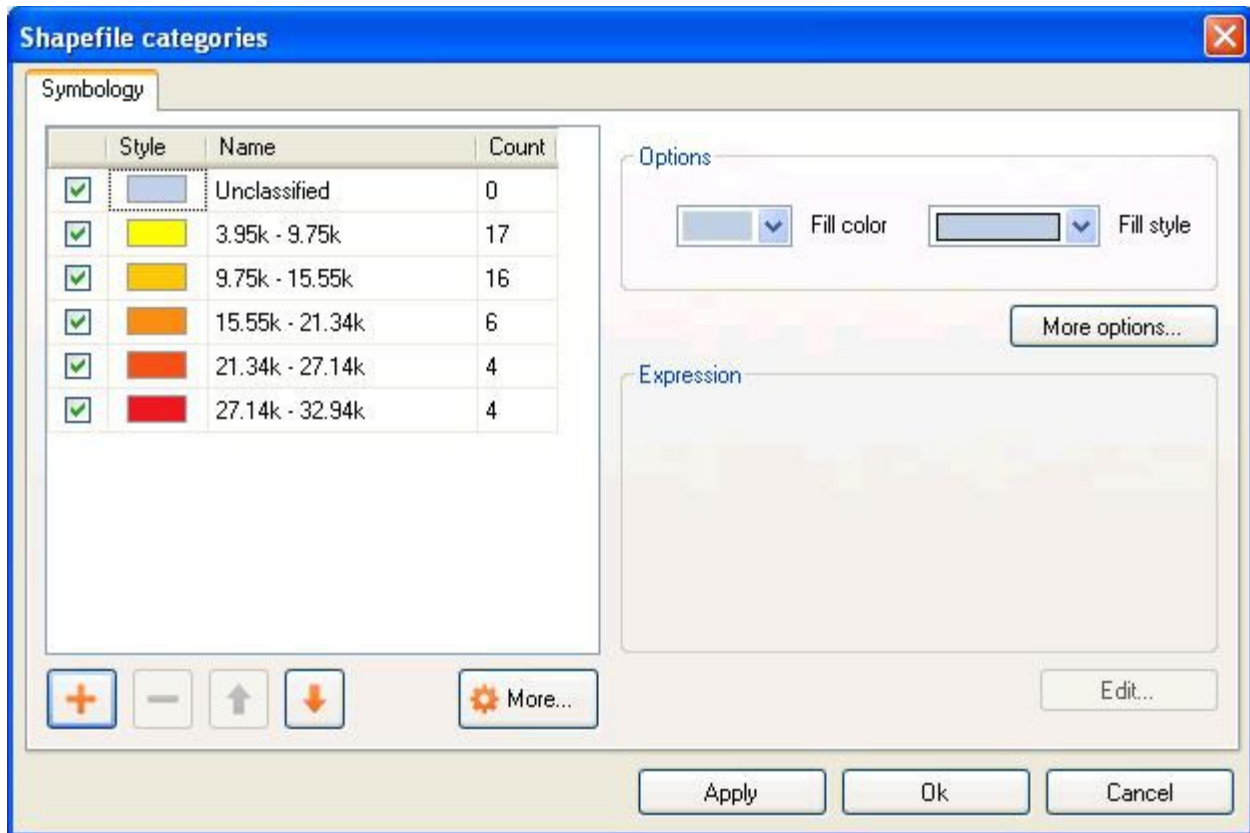 Shapefile categories
Symbology
Style Name Count
Unclassified 0
3.95k - 9.75k 17
9.75k - 15.55k 16
15.55k - 21.34k 6
21.34k - 27.14k 4
27.14k - 32.94k 4
More...
Options
Fill color Fill style
More options...
Expression
Edit...
Apply Ok Cancel